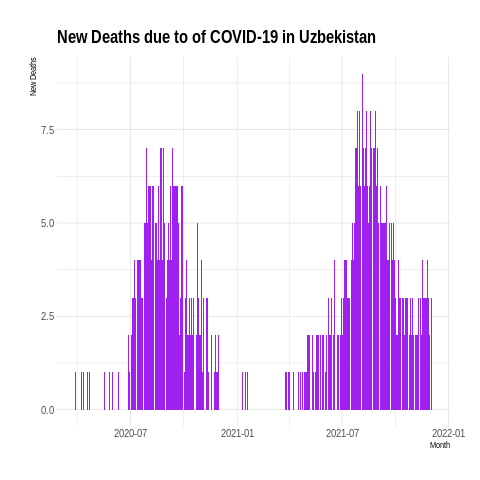 New Deaths due to of COVID-19 in Uzbekistan
New Deaths
7.5
5.0
2.5
0.0
2020-07 2021-01 2021-07 2022-01
Month